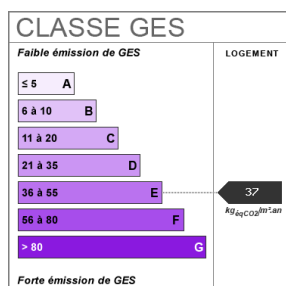 CLASSE GES
Faible émission de GES
LOGEMENT
≤ 5 A
6 à 10 B
11 à 20 C
21 à 35 D
36 à 55 E
37
kgéqCO2/m².an
56 à 80 F
> 80 G
Forte émission de GES